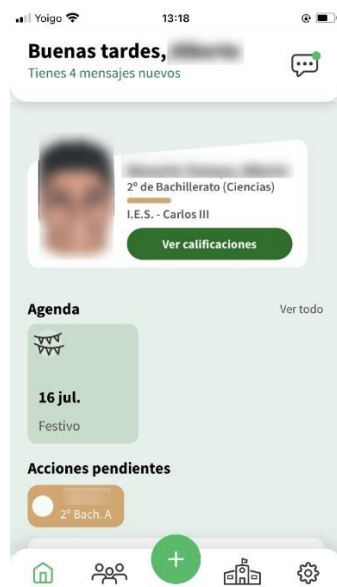 Yoigo 13:18
Buenas tardes,
Tienes 4 mensajes nuevos
2º de Bachillerato (Ciencias)
I.E.S. - Carlos III
Ver calificaciones
Agenda
Ver todo
16 jul.
Festivo
Acciones pendientes
2º Bach. A